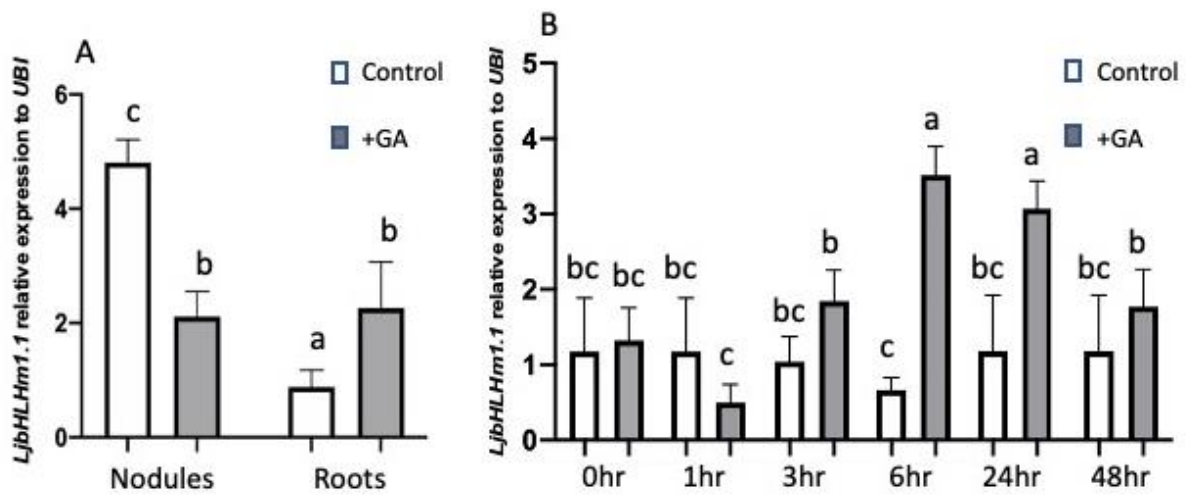 A
LjbHLHm1.1 relative expression to UBI
Control
+GA
6
4
2
0
c
b
a
b
Nodules
Roots
B
LjbHLHm1.1 relative expression to UBI
Control
+GA
5
4
3
2
1
0
bc
bc
bc
c
bc
b
c
a
bc
a
bc
b
0hr
1hr
3hr
6hr
24hr
48hr